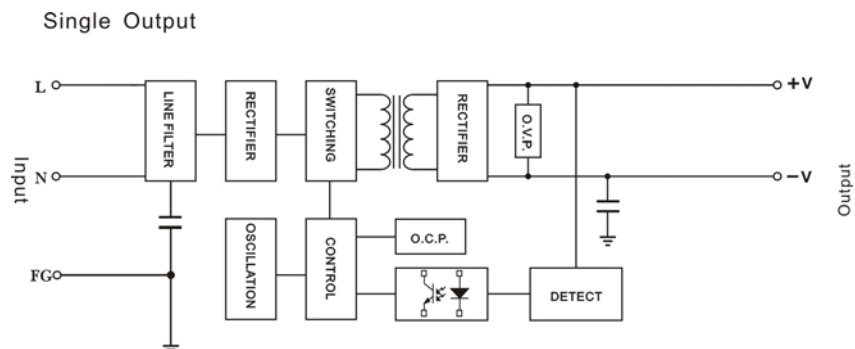 Single Output
L
N
FG
Input
LINE FILTER
RECTIFIER
SWITCHING
RECTIFIER
O.V.P.
+V
−V
Output
OSCILLATION
CONTROL
O.C.P.
DETECT